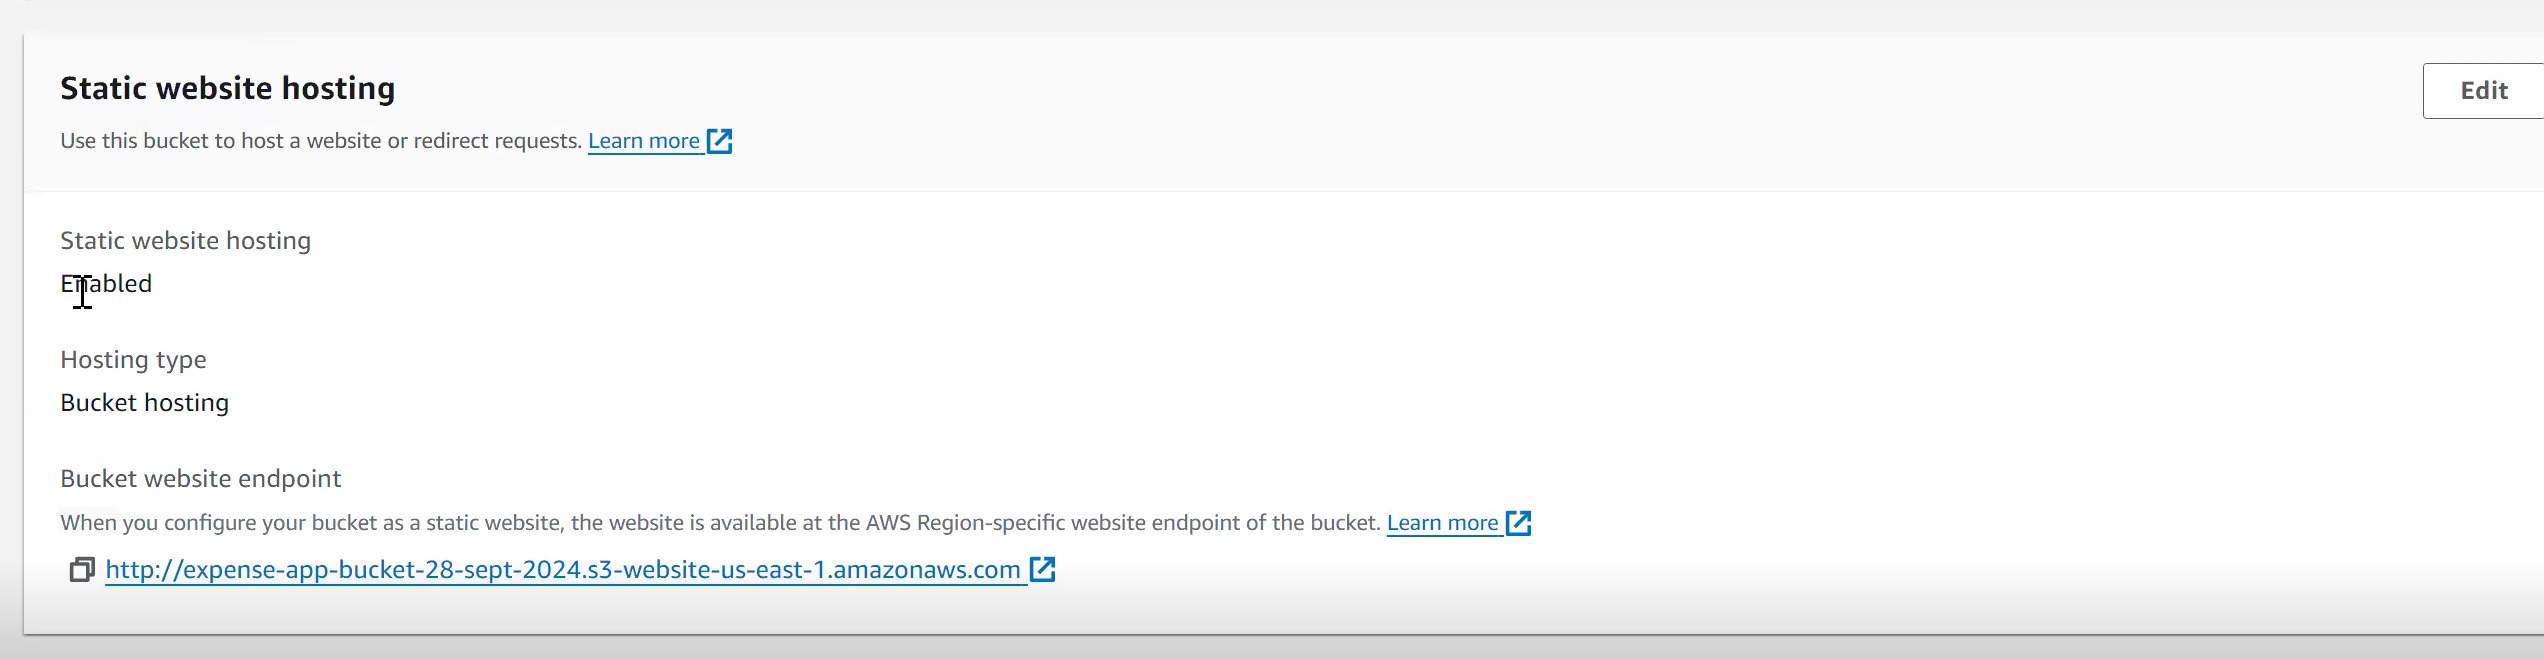 Static website hosting
Edit
Use this bucket to host a website or redirect requests. Learn more
Static website hosting
Enabled
Hosting type
Bucket hosting
Bucket website endpoint
When you configure your bucket as a static website, the website is available at the AWS Region-specific website endpoint of the bucket. Learn more
http://expense-app-bucket-28-sept-2024.s3-website-us-east-1.amazonaws.com